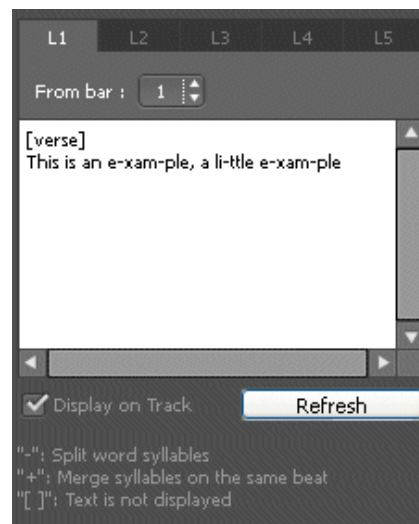 L1 L2 L3 L4 L5
From bar : 1
[verse]
This is an e-xam-ple, a li-ttle e-xam-ple
Display on Track Refresh
"-": Split word syllables
"+": Merge syllables on the same beat
"[ ]": Text is not displayed